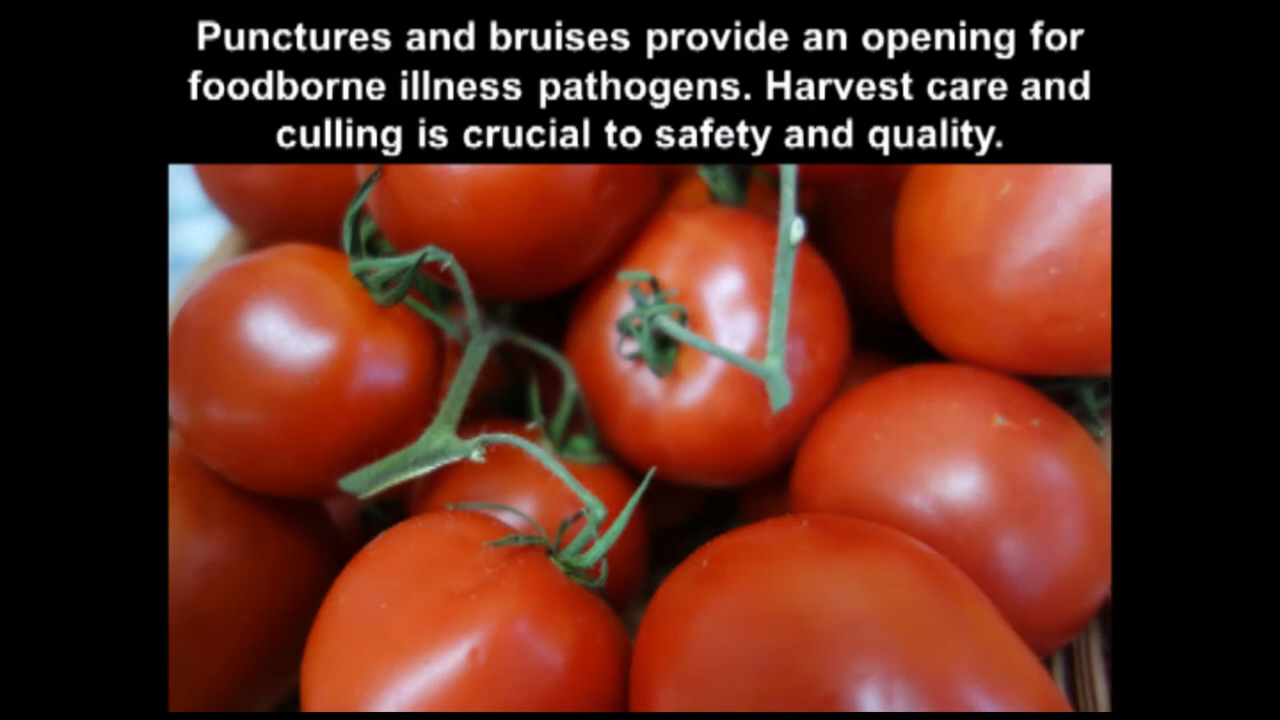 Punctures and bruises provide an opening for
foodborne illness pathogens. Harvest care and
culling is crucial to safety and quality.